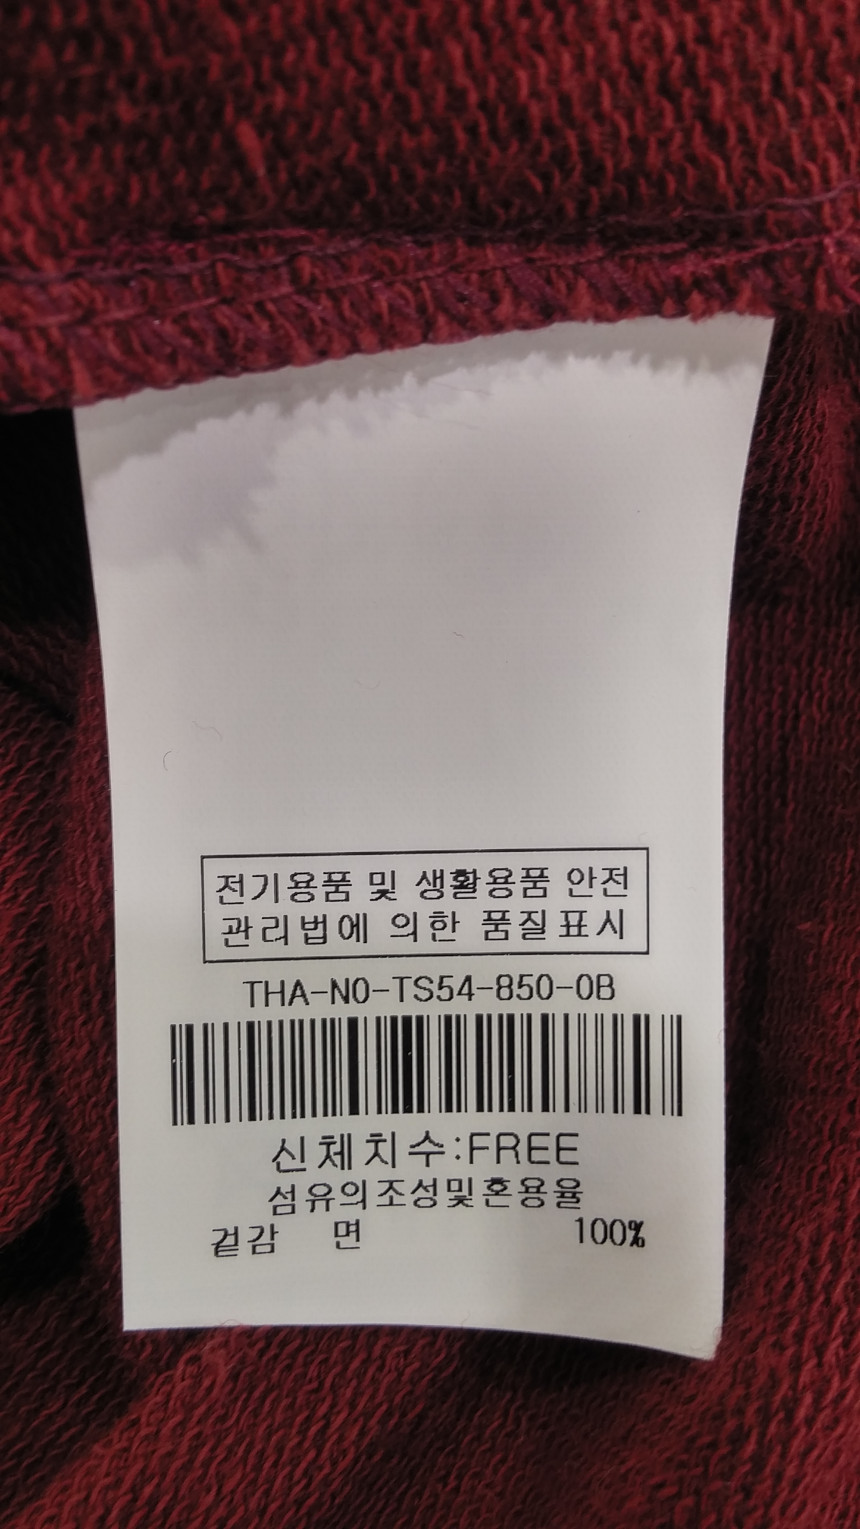 전기용품 및 생활용품 안전
관리법에 의한 품질표시
THA-NO-TS54-850-0B
신체치수:FREE
섬유의조성및혼용율
겉감 면 100%